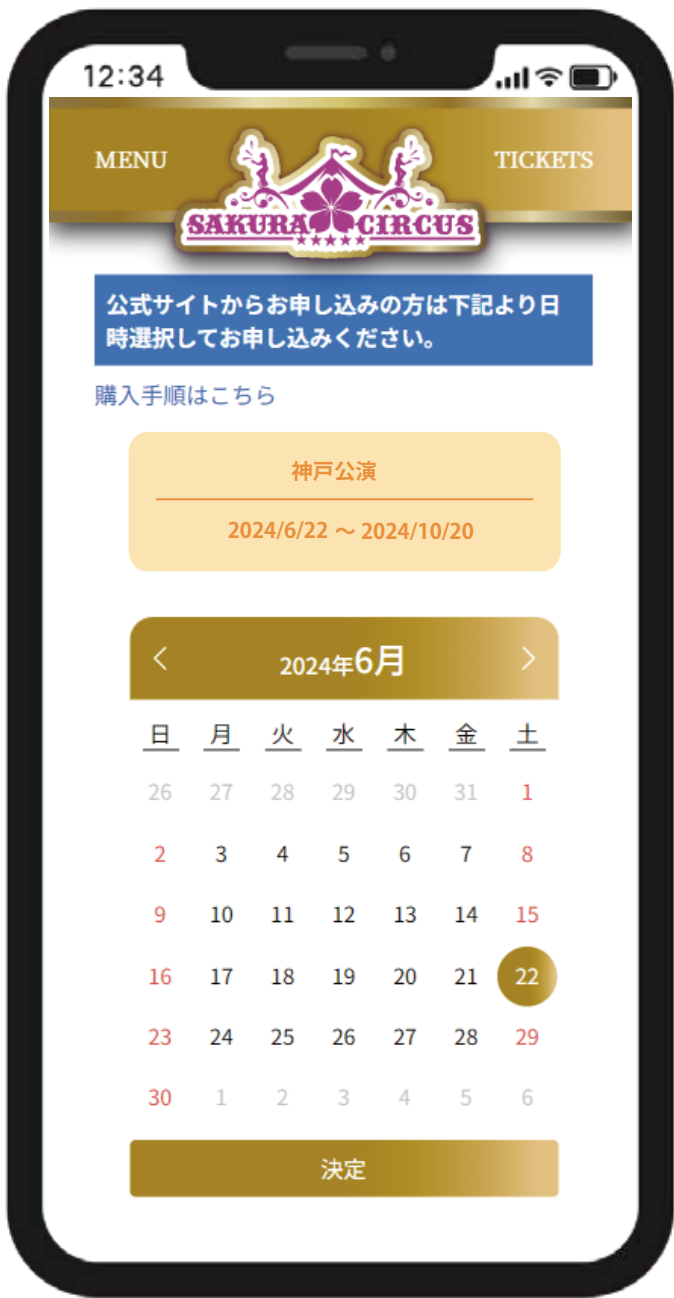 12:34
MENU
TICKETS
SAKURA CIRCUS
公式サイトからお申し込みの方は下記より日
時選択してお申し込みください。
購入手順はこちら
神戸公演
2024/6/22 〜 2024/10/20
2024年6月
日 月 火 水 木 金 土
26 27 28 29 30 31 1
2 3 4 5 6 7 8
9 10 11 12 13 14 15
16 17 18 19 20 21 22
23 24 25 26 27 28 29
30 1 2 3 4 5 6
決定